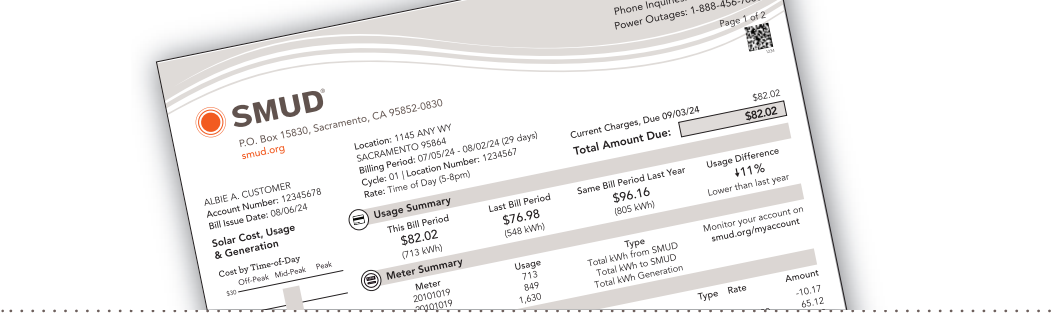 Phone Inquiries:
Power Outages: 1-888-456-
Page 1 of 2
SMUD®
P.O. Box 15830, Sacramento, CA 95852-0830
smud.org
Location: 1145 ANY WY
SACRAMENTO 95864
Billing Period: 07/05/24 - 08/02/24 (29 days)
Cycle: 01 | Location Number: 1234567
Rate: Time of Day (5-8pm)
$82.02
Current Charges, Due 09/03/24
Total Amount Due: $82.02
ALBIE A. CUSTOMER
Account Number: 12345678
Bill Issue Date: 08/06/24
Solar Cost, Usage
& Generation
Cost by Time-of-Day
Off-Peak Mid-Peak Peak
$30
Usage Summary
This Bill Period
$82.02
(713 kWh)
Last Bill Period
$76.98
(548 kWh)
Same Bill Period Last Year
$96.16
(805 kWh)
Usage Difference
↓11%
Lower than last year
Meter Summary
Monitor your account on
smud.org/myaccount
Meter Usage Type
20101019 713 Total kWh from SMUD
20101019 849 Total kWh to SMUD
1,630 Total kWh Generation
Type Rate Amount
-10.17
65.12